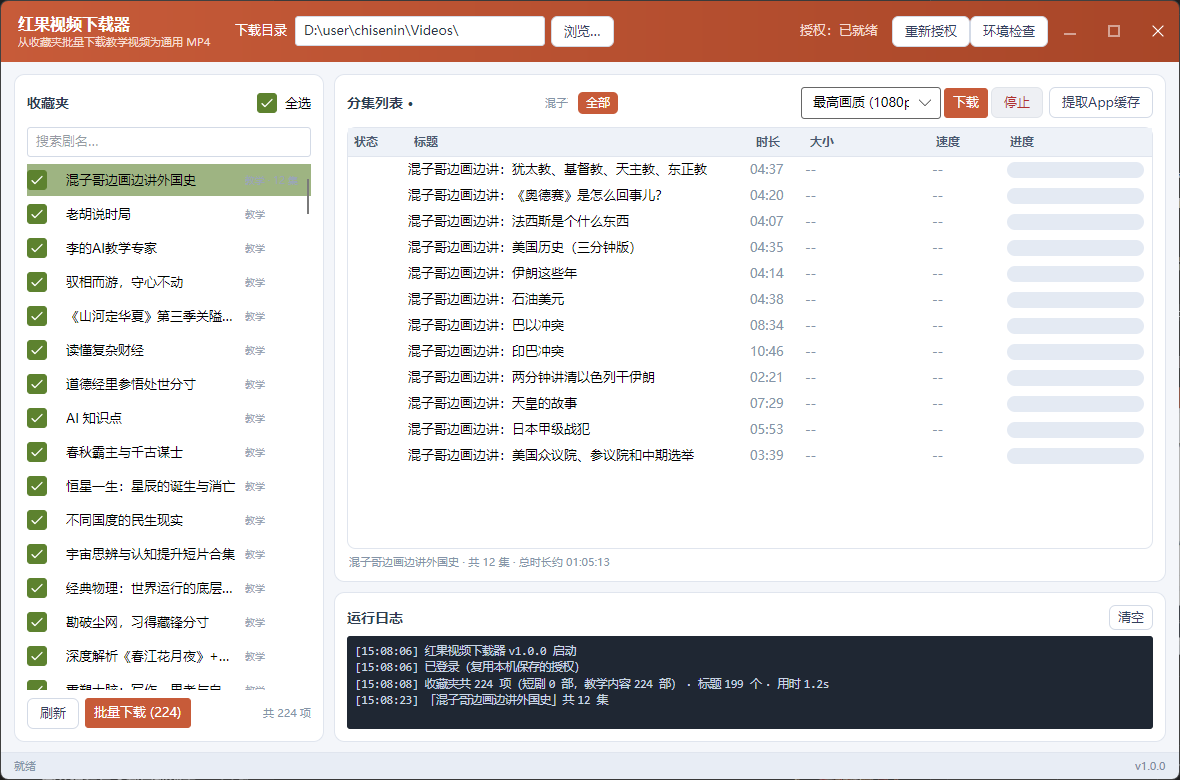 红果视频下载器
从收藏夹批量下载教学视频为通用 MP4
下载目录 D:\user\chisenin\Videos\ 浏览... 授权：已就绪 重新授权 环境检查
收藏夹 全选
搜索剧名...
混子哥边画边讲外国史
老胡说时局 教学
李的AI教学专家 教学
驭相而游，守心不动 教学
《山河定华夏》第三季关隘... 教学
读懂复杂财经 教学
道德经里参悟处世分寸 教学
AI 知识点 教学
春秋霸主与千古谋士 教学
恒星一生：星辰的诞生与消亡 教学
不同国度的民生现实 教学
宇宙思辨与认知提升短片合集 教学
经典物理：世界运行的底层... 教学
勘破尘网，习得藏锋分寸 教学
深度解析《春江花月夜》+... 教学
刷新 批量下载 (224) 共 224 项
分集列表 • 混子 全部 最高画质 (1080p 下载 停止 提取App缓存
状态 标题 时长 大小 速度 进度
混子哥边画边讲：犹太教、基督教、天主教、东正教 04:37 -- --
混子哥边画边讲：《奥德赛》是怎么回事儿？ 04:20 -- --
混子哥边画边讲：法西斯是个什么东西 04:07 -- --
混子哥边画边讲：美国历史（三分钟版） 04:35 -- --
混子哥边画边讲：伊朗这些年 04:14 -- --
混子哥边画边讲：石油美元 04:38 -- --
混子哥边画边讲：巴以冲突 08:34 -- --
混子哥边画边讲：印巴冲突 10:46 -- --
混子哥边画边讲：两分钟讲清以色列干伊朗 02:21 -- --
混子哥边画边讲：天皇的故事 07:29 -- --
混子哥边画边讲：日本甲级战犯 05:53 -- --
混子哥边画边讲：美国众议院、参议院和中期选举 03:39 -- --
混子哥边画边讲外国史 · 共 12 集 · 总时长约 01:05:13
运行日志 清空
[15:08:06] 红果视频下载器 v1.0.0 启动
[15:08:06] 已登录（复用本机保存的授权）
[15:08:08] 收藏夹共 224 项（短剧 0 部，教学内容 224 部） · 标题 199 个 · 用时 1.2s
[15:08:23] 「混子哥边画边讲外国史」共 12 集
就绪 v1.0.0